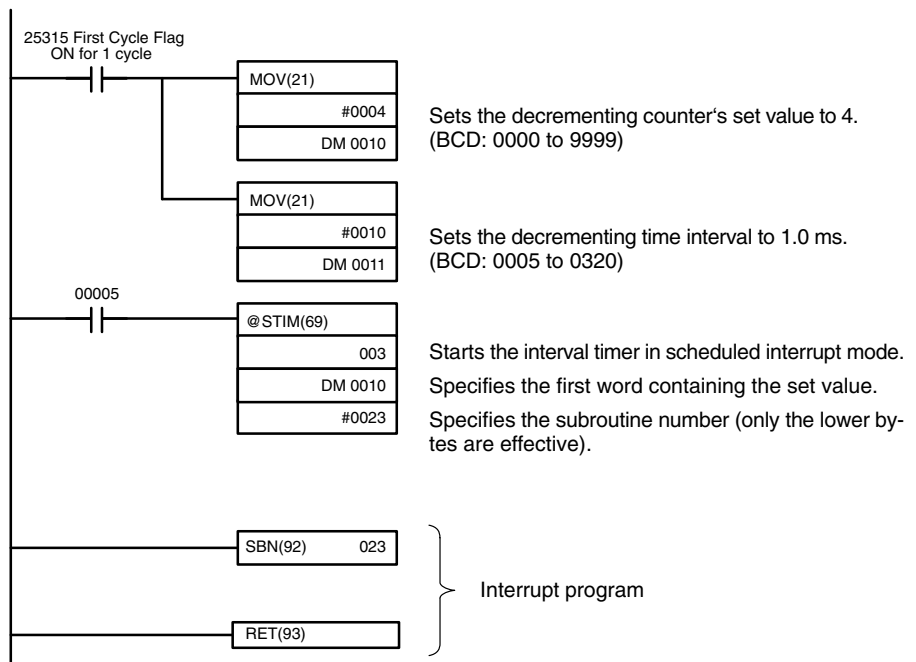 25315 First Cycle Flag
ON for 1 cycle
MOV(21)
#0004
DM 0010
Sets the decrementing counter‘s set value to 4.
(BCD: 0000 to 9999)
MOV(21)
#0010
DM 0011
Sets the decrementing time interval to 1.0 ms.
(BCD: 0005 to 0320)
00005
@STIM(69)
003
Starts the interval timer in scheduled interrupt mode.
DM 0010
Specifies the first word containing the set value.
#0023
Specifies the subroutine number (only the lower by-
tes are effective).
SBN(92) 023
Interrupt program
RET(93)